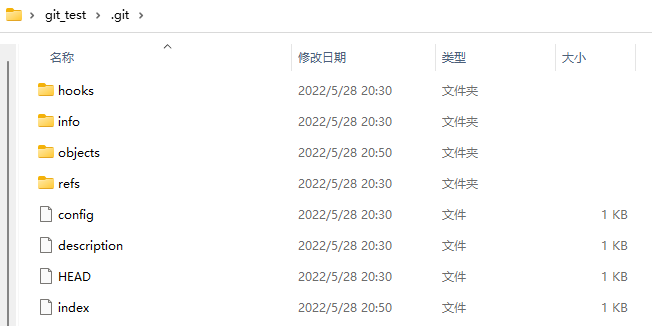 git_test > .git >
名称 修改日期 类型 大小
hooks 2022/5/28 20:30 文件夹
info 2022/5/28 20:30 文件夹
objects 2022/5/28 20:50 文件夹
refs 2022/5/28 20:30 文件夹
config 2022/5/28 20:30 文件 1 KB
description 2022/5/28 20:30 文件 1 KB
HEAD 2022/5/28 20:30 文件 1 KB
index 2022/5/28 20:50 文件 1 KB